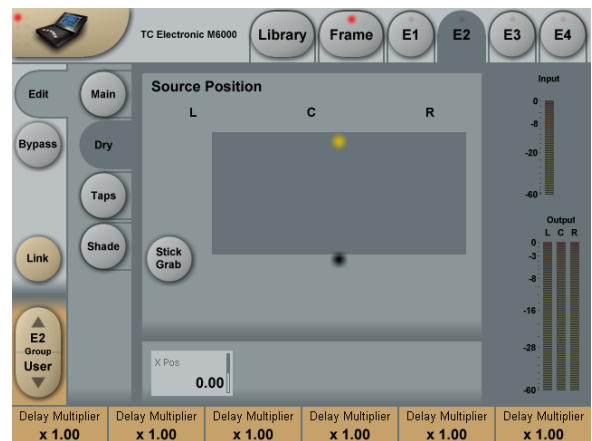 TC Electronic M6000
Library
Frame
E1
E2
E3
E4
Edit
Bypass
Link
E2
Group
User
Main
Dry
Taps
Shade
Source Position
L C R
Stick
Grab
X Pos
0.00
Input
0
-8
-20
-60
Output
L C R
0
-3
-8
-16
-28
-60
Delay Multiplier Delay Multiplier Delay Multiplier Delay Multiplier Delay Multiplier Delay Multiplier
x 1.00 x 1.00 x 1.00 x 1.00 x 1.00 x 1.00